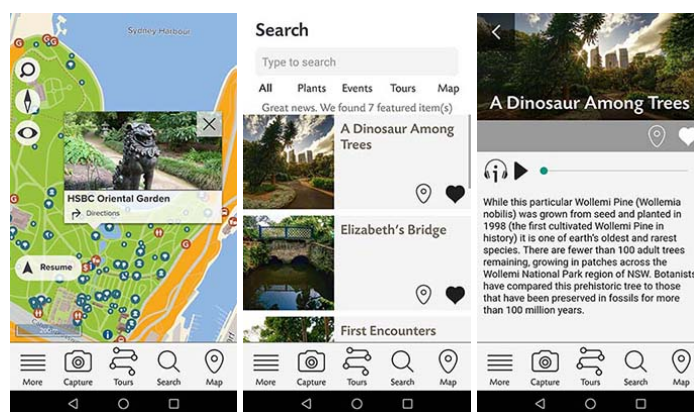 Sydney Harbour
HSBC Oriental Garden
Directions
Resume
200m
More Capture Tours Search Map
Search
Type to search
All Plants Events Tours Map
Great news. We found 7 featured item(s)
A Dinosaur Among
Trees
Elizabeth's Bridge
First Encounters
More Capture Tours Search Map
A Dinosaur Among Trees
While this particular Wollemi Pine (Wollemia
nobilis) was grown from seed and planted in
1998 (the first cultivated Wollemi Pine in
history) it is one of earth's oldest and rarest
species. There are fewer than 100 adult trees
remaining, growing in patches across the
Wollemi National Park region of NSW. Botanists
have compared this prehistoric tree to those
that have been preserved in fossils for more
than 100 million years.
More Capture Tours Search Map